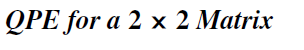 QPE for a 2 × 2 Matrix